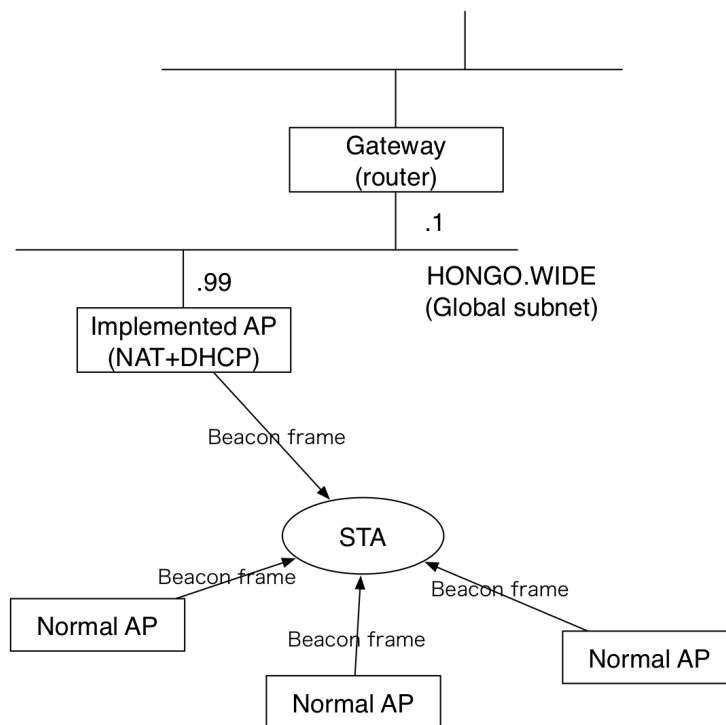 Gateway
(router)
.1
.99
HONGO.WIDE
(Global subnet)
Implemented AP
(NAT+DHCP)
Beacon frame
STA
Beacon frame
Beacon frame
Normal AP
Beacon frame
Normal AP
Normal AP